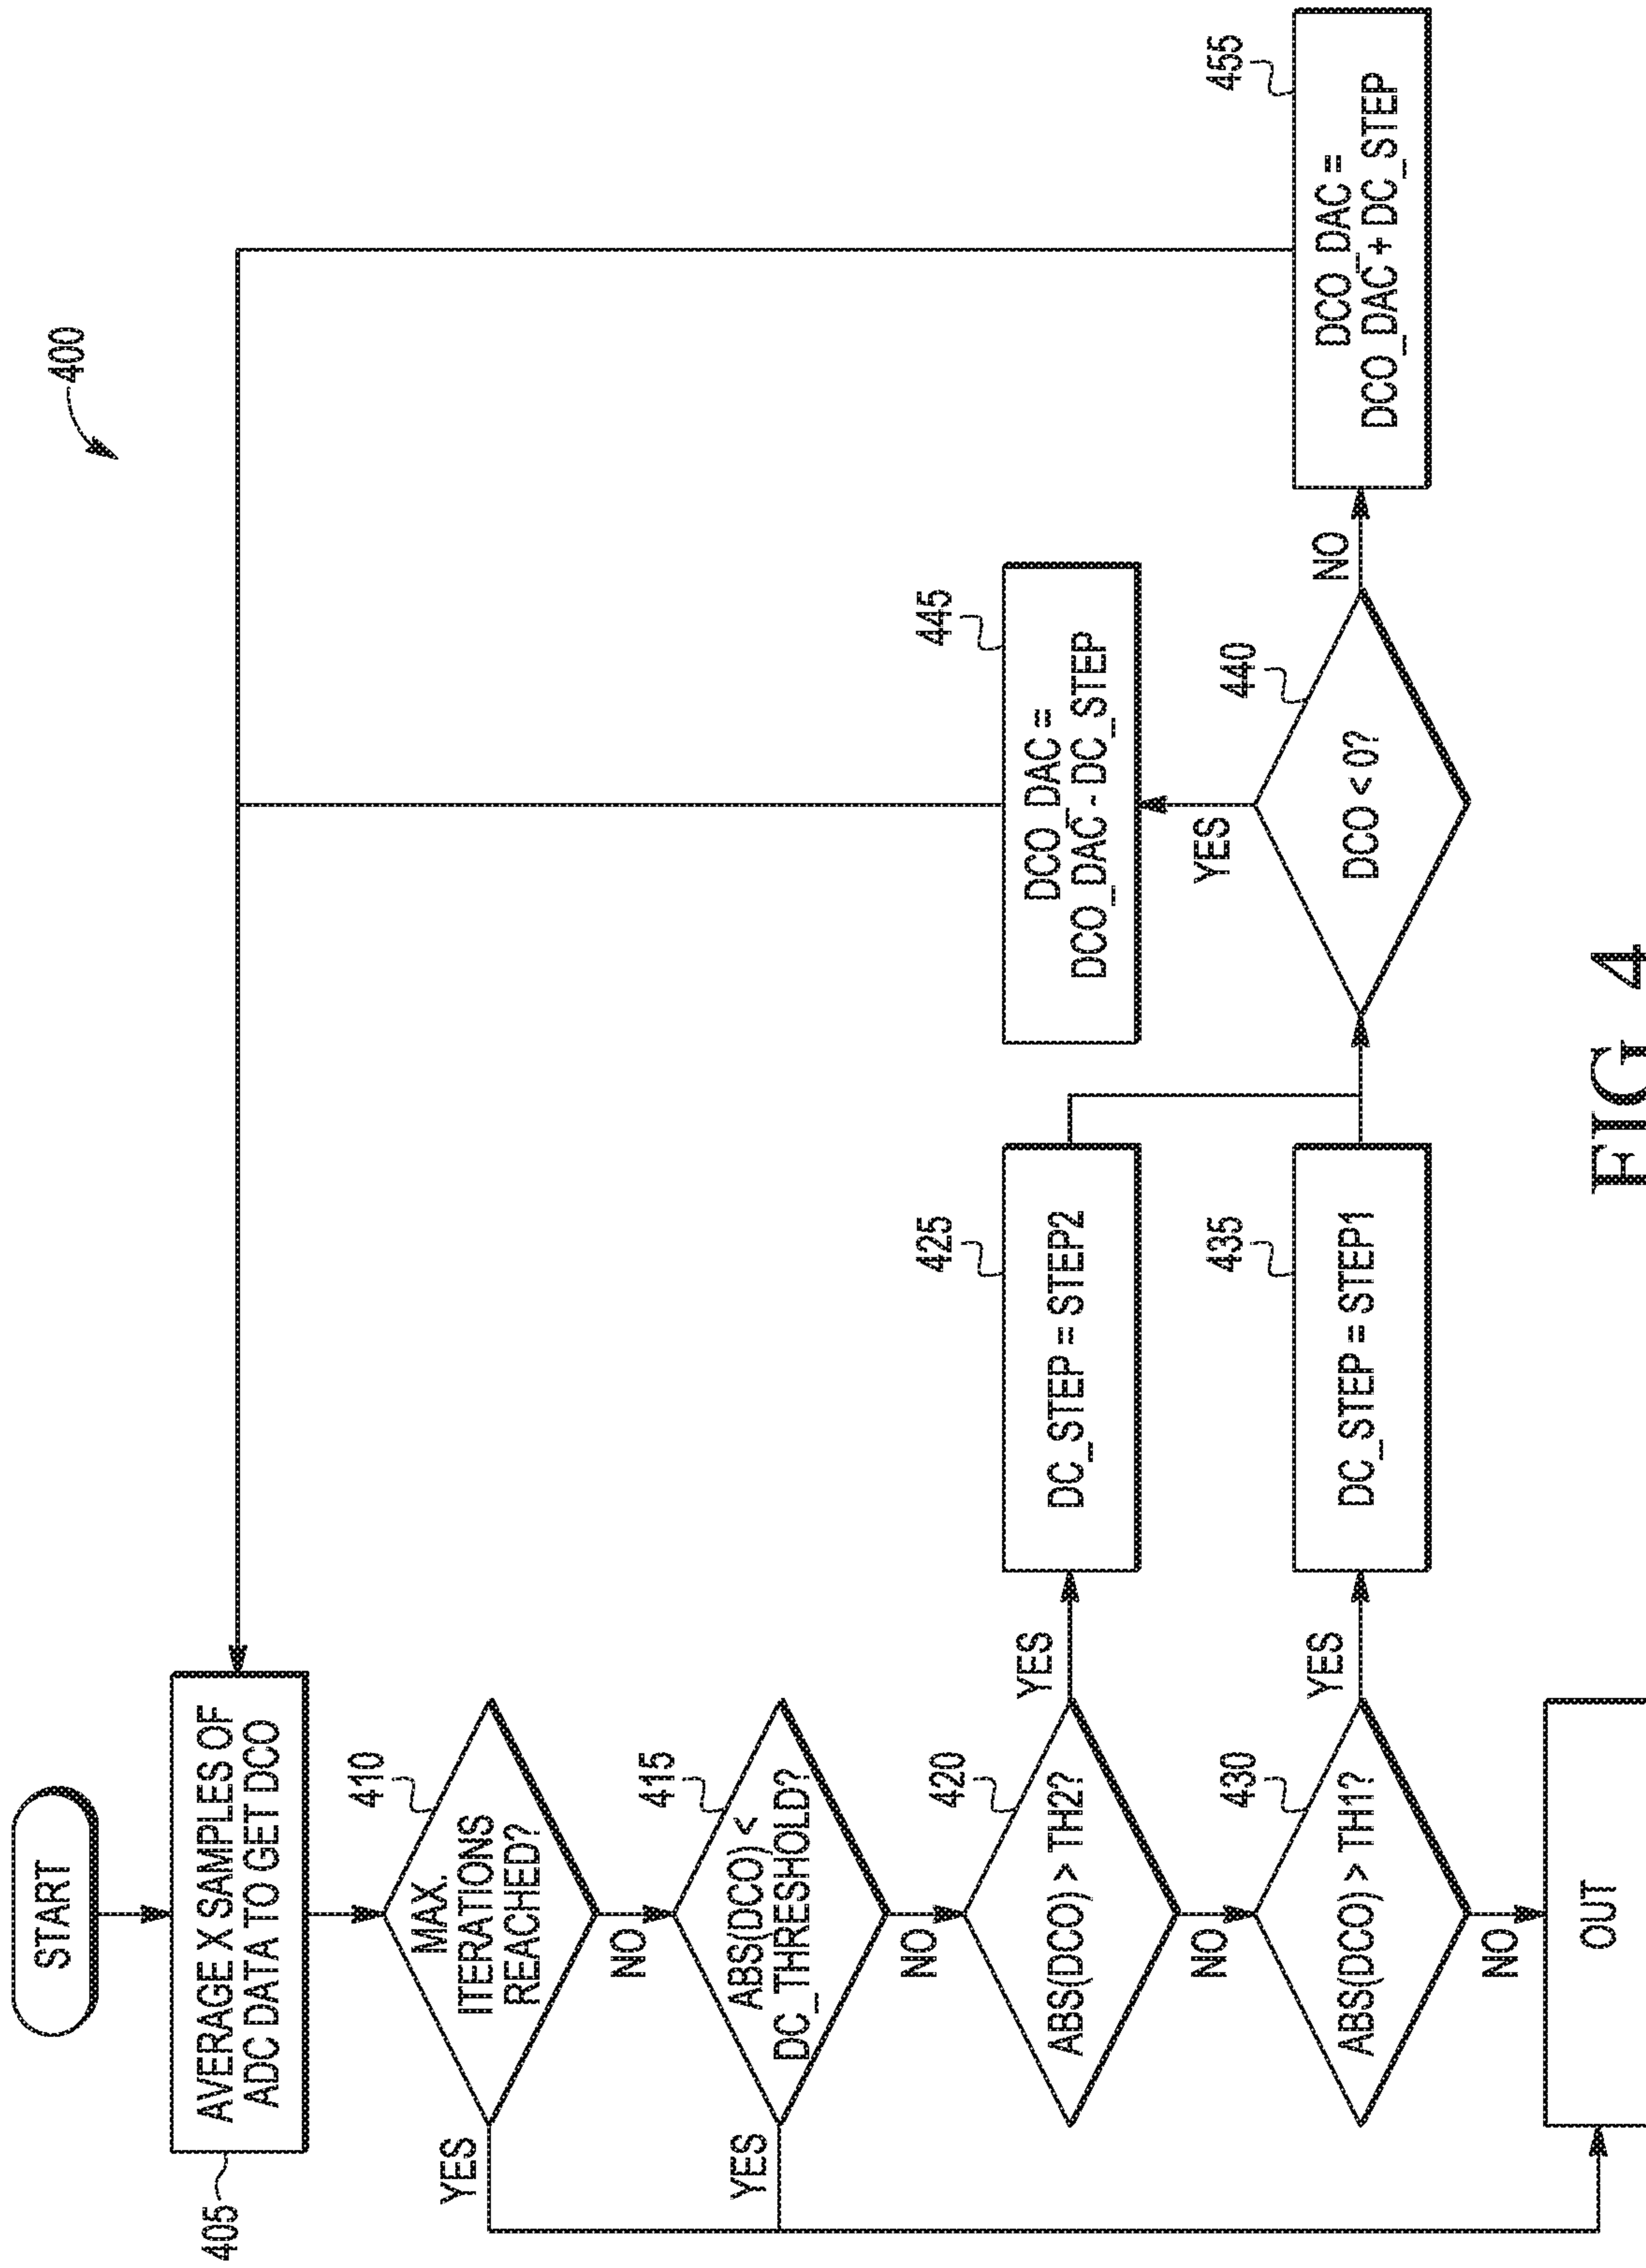 400
START
405
AVERAGE X SAMPLES OF
ADC DATA TO GET DCO
410
MAX.
ITERATIONS
REACHED?
YES
NO
415
ABS(DCO) <
DC_THRESHOLD?
YES
NO
420
ABS(DCO) > TH2?
YES
NO
425
DC_STEP = STEP2
430
ABS(DCO) > TH1?
YES
NO
435
DC_STEP = STEP1
440
DCO < 0?
YES
NO
445
DCO_DAC =
DCO_DAC - DC_STEP
455
DCO_DAC =
DCO_DAC + DC_STEP
OUT
FIG 4